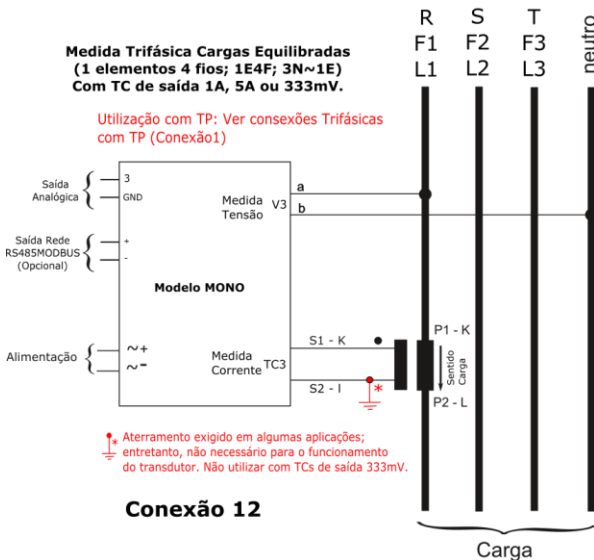 Medida Trifásica Cargas Equilibradas
(1 elementos 4 fios; 1E4F; 3N~1E)
Com TC de saída 1A, 5A ou 333mV.
R S T
F1 F2 F3
L1 L2 L3
neutro
Utilização com TP: Ver consexões Trifásicas
com TP (Conexão1)
Saída
Analógica
3
GND
Medida
Tensão
V3
a
b
Saída Rede
RS485MODBUS
(Opcional)
+
-
Modelo MONO
Alimentação
~+
~-
Medida
Corrente
TC3
S1 - K
S2 - l
*
P1 - K
Sentido
Carga
P2 - L
* Aterramento exigido em algumas aplicações;
entretanto, não necessário para o funcionamento
do transdutor. Não utilizar com TCs de saída 333mV.
Conexão 12
Carga